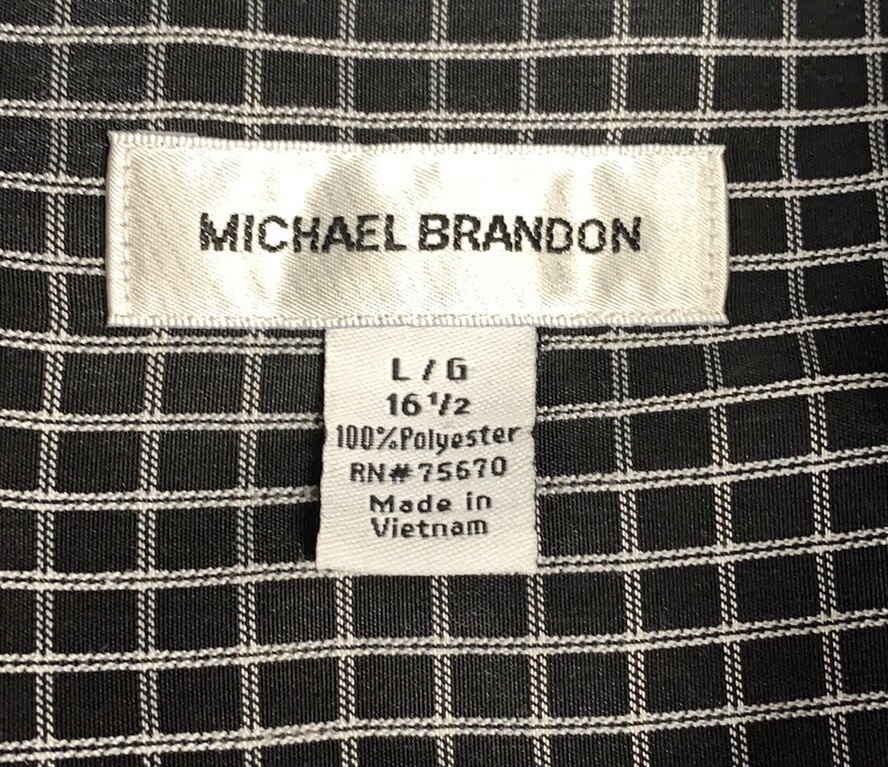 MICHAEL BRANDON
L / G
16 1/2
100%Polyester
RN#75670
Made in
Vietnam